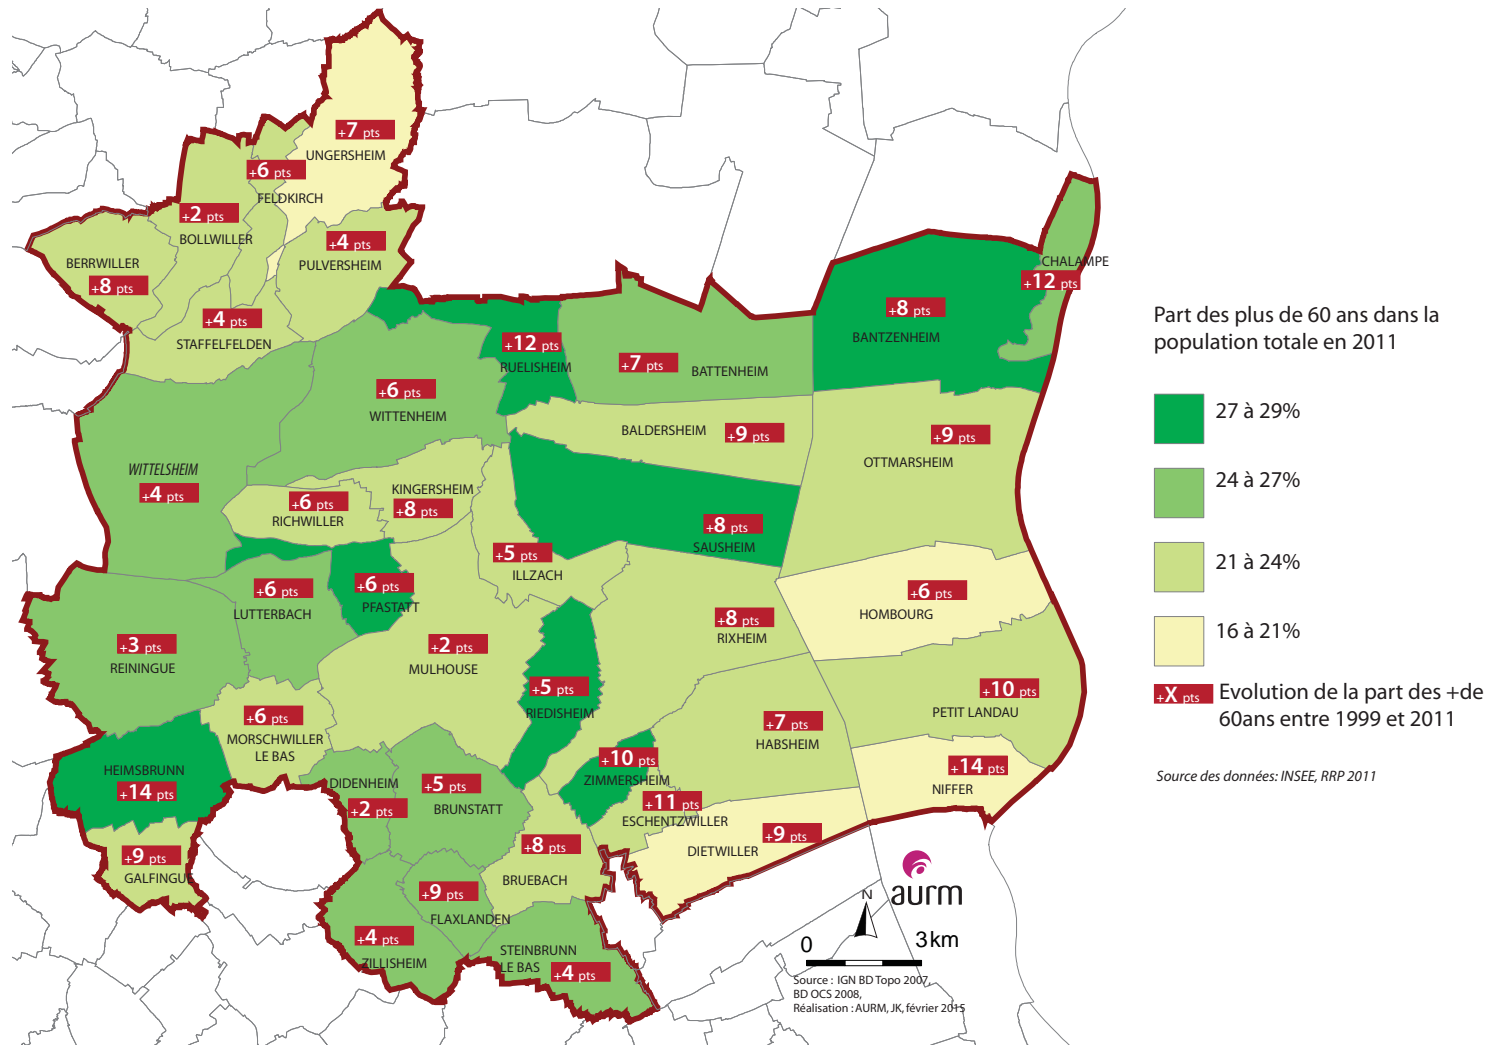 +7 pts
UNGERSHEIM
+6 pts
FELDKIRCH
+2 pts
BOLLWILLER
+4 pts
PULVERSHEIM
BERRWILLER
+8 pts
+4 pts
STAFFELFELDEN
CHALAMPE
+12 pts
+8 pts
BANTZENHEIM
+12 pts
RUELISHEIM
+7 pts
BATTENHEIM
+6 pts
WITTENHEIM
BALDERSHEIM
+9 pts
+9 pts
OTTMARSHEIM
WITTELSHEIM
+4 pts
KINGERSHEIM
+8 pts
+6 pts
RICHWILLER
+8 pts
SAUSHEIM
+5 pts
ILLZACH
+6 pts
LUTTERBACH
+6 pts
PFASTATT
+6 pts
HOMBOURG
+8 pts
RIXHEIM
+3 pts
REININGUE
+2 pts
MULHOUSE
+5 pts
RIEDISHEIM
+10 pts
PETIT LANDAU
+6 pts
MORSCHWILLER
LE BAS
+7 pts
HABSHEIM
HEIMSBRUNN
+14 pts
DIDENHEIM
+2 pts
+5 pts
BRUNSTATT
+10 pts
ZIMMERSHEIM
+14 pts
NIFFER
+11 pts
ESCHENTZWILLER
+9 pts
DIETWILLER
+9 pts
GALFINGUE
+8 pts
BRUEBACH
+9 pts
FLAXLANDEN
+4 pts
ZILLISHEIM
STEINBRUNN
LE BAS
+4 pts
aurm
N
0 3 km
Source : IGN BD Topo 2007,
BD OCS 2008,
Réalisation : AURM, JK, février 2015
Part des plus de 60 ans dans la
population totale en 2011
27 à 29%
24 à 27%
21 à 24%
16 à 21%
+X pts Evolution de la part des +de
60ans entre 1999 et 2011
Source des données: INSEE, RRP 2011